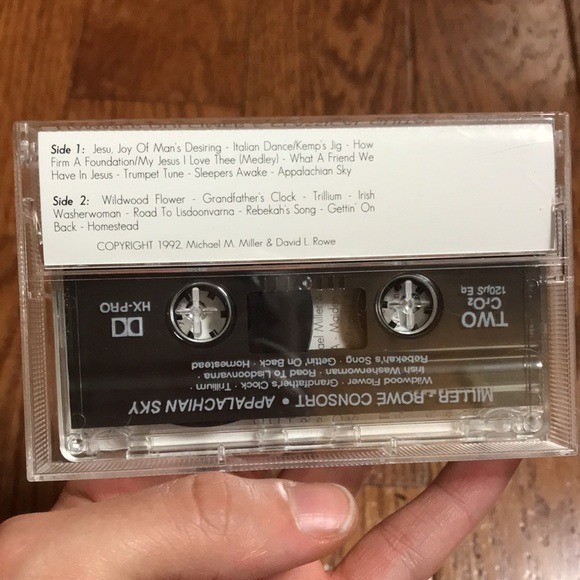 Side 1: Jesu, Joy Of Man's Desiring - Italian Dance/Kemp's Jig - How
Firm A Foundation/My Jesus I Love Thee (Medley) - What A Friend We
Have In Jesus - Trumpet Tune - Sleepers Awake - Appalachian Sky
Side 2: Wildwood Flower - Grandfather's Clock - Trillium - Irish
Washerwoman - Road To Lisdoonvarna - Rebekah's Song - Gettin' On
Back - Homestead
COPYRIGHT 1992, Michael M. Miller & David L. Rowe
MILLER - ROWE CONSORT • APPALACHIAN SKY
Wildwood Flower · Grandfather's Clock · Trillium ·
Irish Washerwoman · Road To Lisdoonvarna ·
Rebekah's Song · Gettin' On Back · Homestead
TWO
CrO2
120µS Eq
HX-PRO